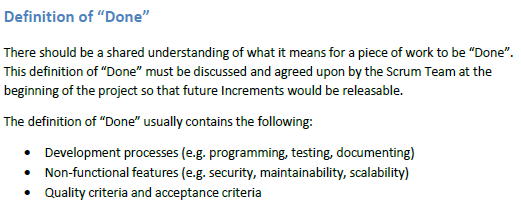 Definition of “Done”
There should be a shared understanding of what it means for a piece of work to be “Done”.
This definition of “Done” must be discussed and agreed upon by the Scrum Team at the
beginning of the project so that future Increments would be releasable.
The definition of “Done” usually contains the following:
• Development processes (e.g. programming, testing, documenting)
• Non-functional features (e.g. security, maintainability, scalability)
• Quality criteria and acceptance criteria